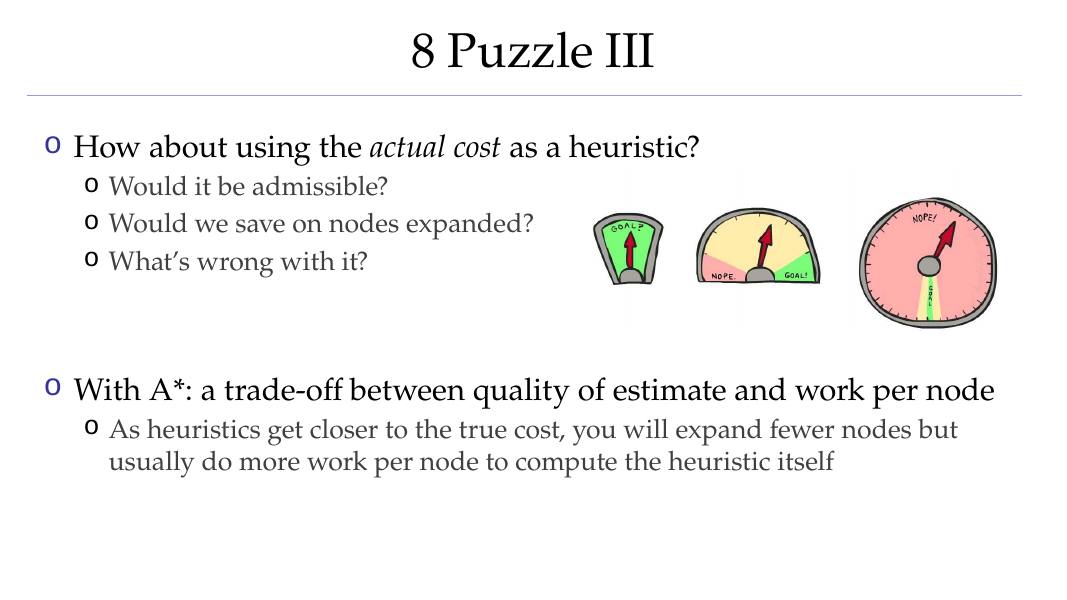 8 Puzzle III
o How about using the actual cost as a heuristic?
o Would it be admissible?
o Would we save on nodes expanded?
o What's wrong with it?
GOAL?
NOPE. GOAL!
NOPE!
GOAL
o With A*: a trade-off between quality of estimate and work per node
o As heuristics get closer to the true cost, you will expand fewer nodes but
usually do more work per node to compute the heuristic itself